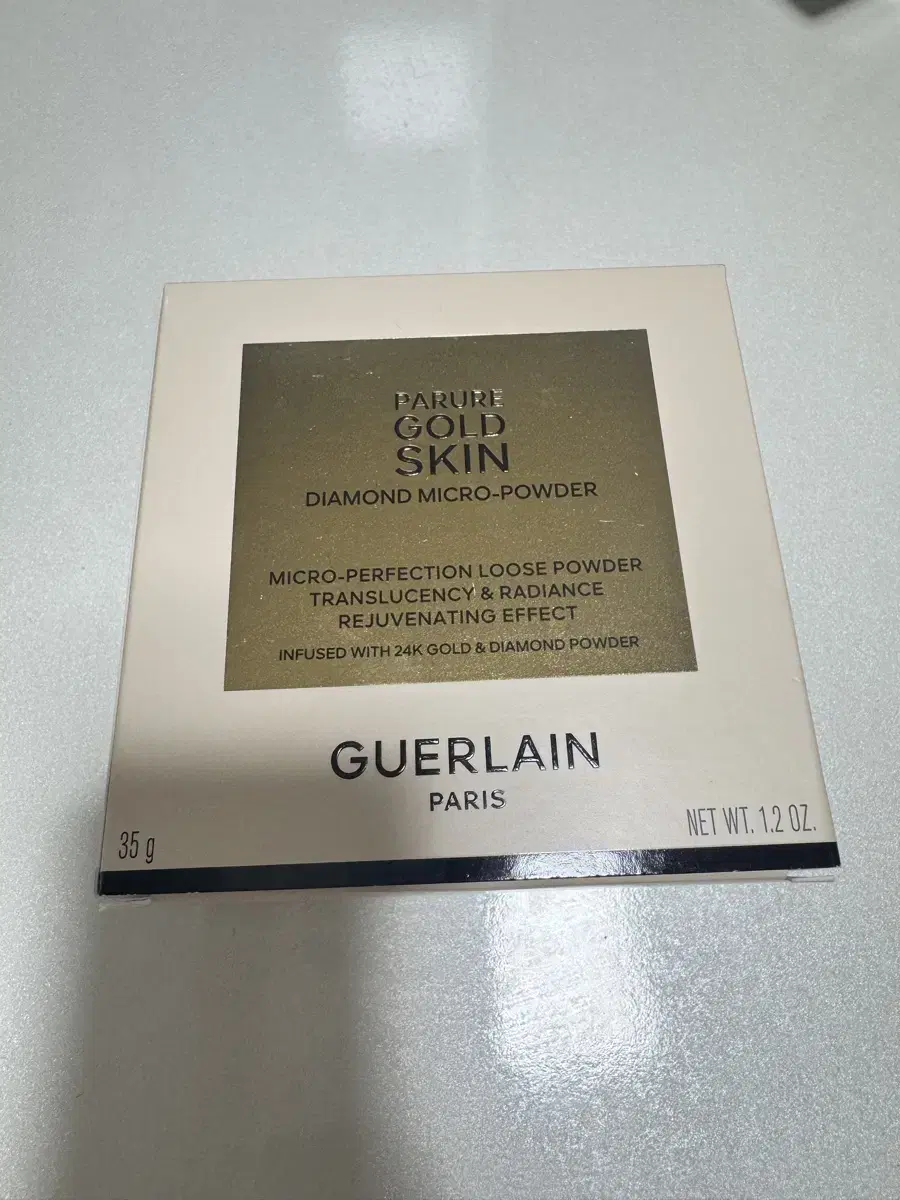 PARURE
GOLD
SKIN
DIAMOND MICRO-POWDER
MICRO-PERFECTION LOOSE POWDER
TRANSLUCENCY & RADIANCE
REJUVENATING EFFECT
INFUSED WITH 24K GOLD & DIAMOND POWDER
GUERLAIN
PARIS
35 g
NET WT. 1.2 OZ.